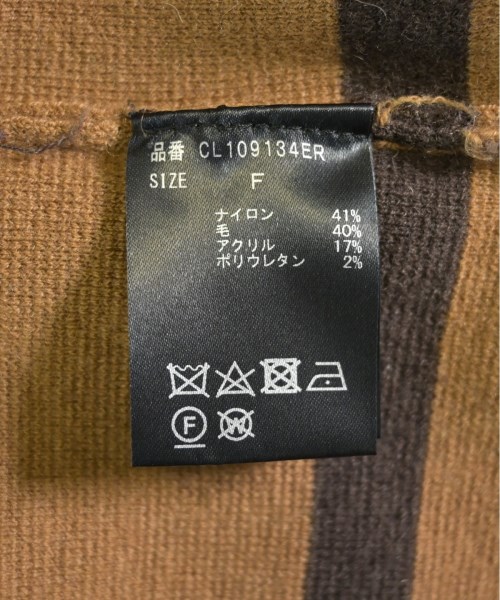 品番 CL109134ER
SIZE F
ナイロン 41%
毛 40%
アクリル 17%
ポリウレタン 2%
F W